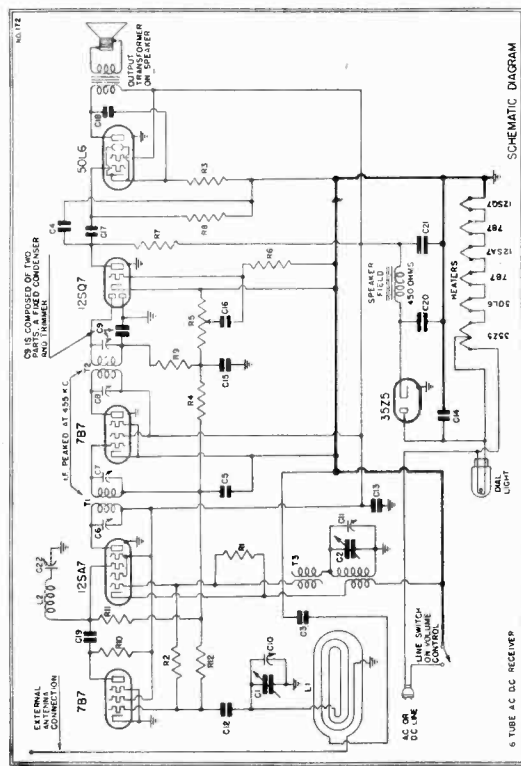 NO. 172
EXTERNAL
ANTENNA
CONNECTION
7B7
C19
R10
R11
L2
C22
12SA7
C6
T1
C7
I.F. PEAKED AT 455 KC.
7B7
C8
T2
C9 IS COMPOSED OF TWO
PARTS, A FIXED CONDENSER
AND TRIMMER
C9
12SQ7
C4
C17
50L6
C18
OUTPUT
TRANSFORMER
ON SPEAKER
R2
R12
R1
C5
R4
R9
C15
R5
C16
R6
R7
R8
R3
C12
C1
C10
L1
C3
T3
C2
C11
C13
SPEAKER
FIELD
450 OHMS
C20
C21
35Z5
C14
HEATERS
35Z5
50L6
7B7
12SA7
7B7
12SQ7
DIAL
LIGHT
LINE SWITCH
ON VOLUME
CONTROL
AC OR
DC LINE
6 TUBE AC DC RECEIVER
SCHEMATIC DIAGRAM